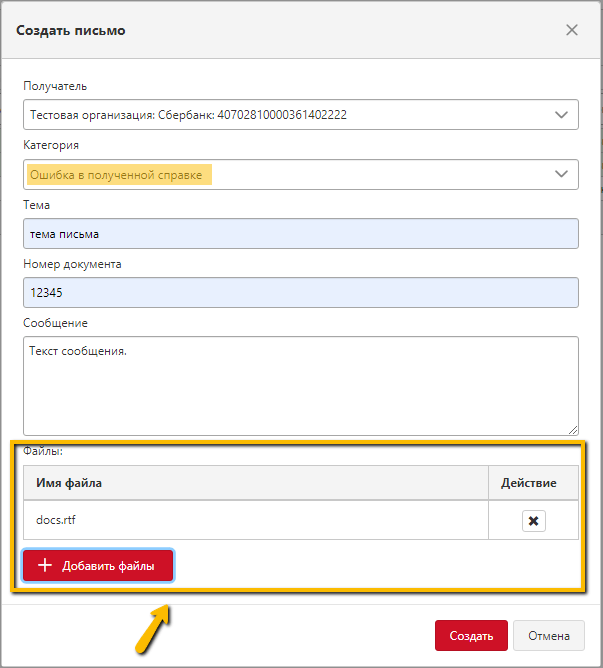 Создать письмо
Получатель
Тестовая организация: Сбербанк: 40702810000361402222
Категория
Ошибка в полученной справке
Тема
тема письма
Номер документа
12345
Сообщение
Текст сообщения.
Файлы:
Имя файла Действие
docs.rtf
Добавить файлы
Создать Отмена